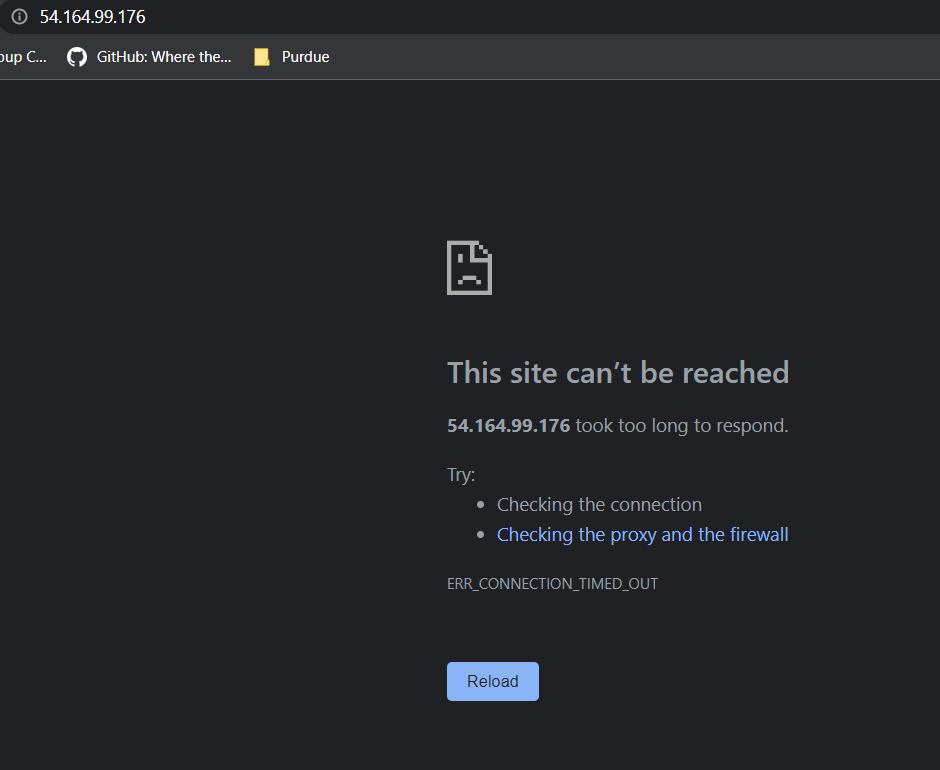 54.164.99.176
oup C... GitHub: Where the... Purdue
This site can’t be reached
54.164.99.176 took too long to respond.
Try:
• Checking the connection
• Checking the proxy and the firewall
ERR_CONNECTION_TIMED_OUT
Reload